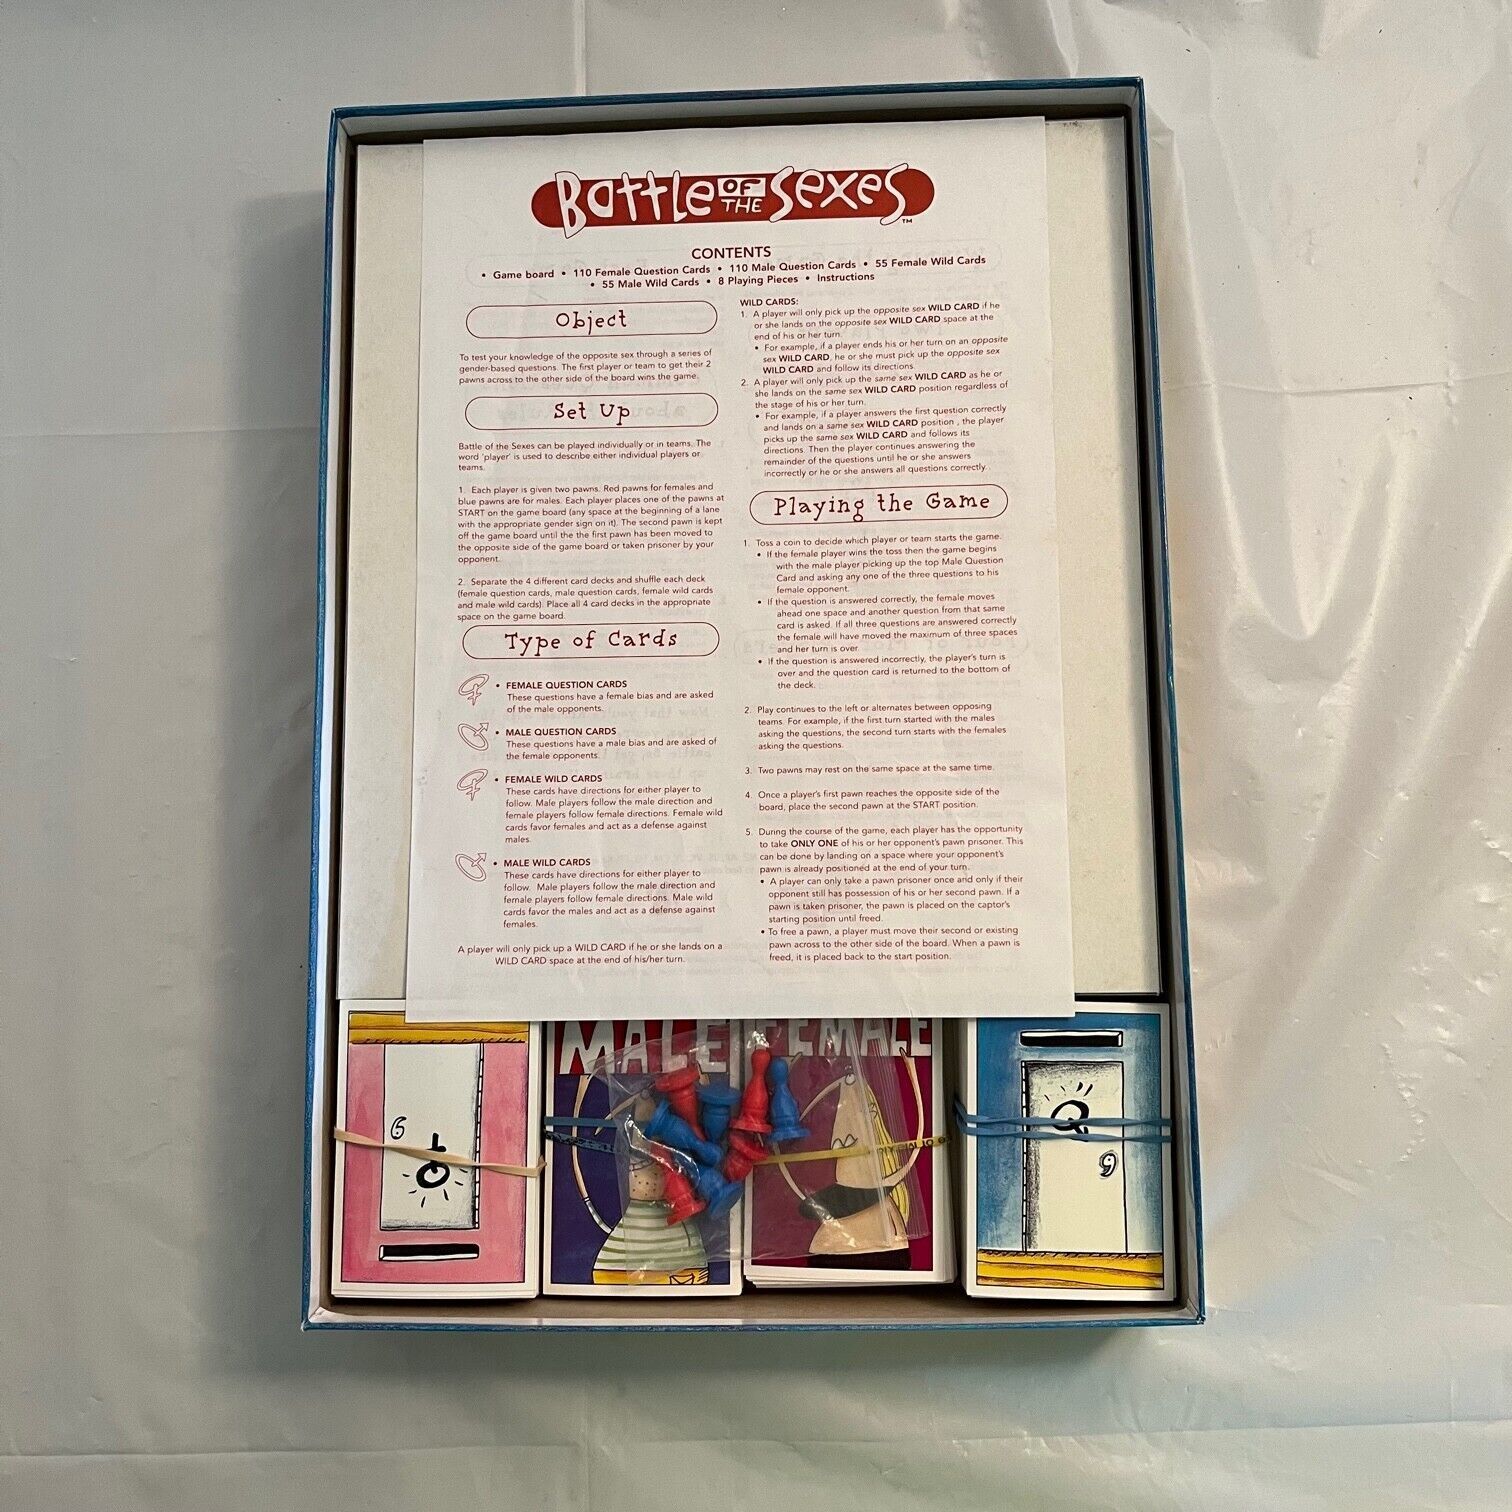 Battle OF THE Sexes™
CONTENTS
• Game board • 110 Female Question Cards • 110 Male Question Cards • 55 Female Wild Cards
• 55 Male Wild Cards • 8 Playing Pieces • Instructions
Object
To test your knowledge of the opposite sex through a series of
gender-based questions. The first player or team to get their 2
pawns across to the other side of the board wins the game.
Set Up
Battle of the Sexes can be played individually or in teams. The
word 'player' is used to describe either individual players or
teams.
1. Each player is given two pawns. Red pawns for females and
blue pawns are for males. Each player places one of the pawns at
START on the game board (any space at the beginning of a lane
with the appropriate gender sign on it). The second pawn is kept
off the game board until the the first pawn has been moved to
the opposite side of the game board or taken prisoner by your
opponent.
2. Separate the 4 different card decks and shuffle each deck
(female question cards, male question cards, female wild cards
and male wild cards). Place all 4 card decks in the appropriate
space on the game board.
Type of Cards
• FEMALE QUESTION CARDS
These questions have a female bias and are asked
of the male opponents.
• MALE QUESTION CARDS
These questions have a male bias and are asked of
the female opponents.
• FEMALE WILD CARDS
These cards have directions for either player to
follow. Male players follow the male direction and
female players follow female directions. Female wild
cards favor females and act as a defense against
males.
• MALE WILD CARDS
These cards have directions for either player to
follow. Male players follow the male direction and
female players follow female directions. Male wild
cards favor the males and act as a defense against
females.
A player will only pick up a WILD CARD if he or she lands on a
WILD CARD space at the end of his/her turn.
WILD CARDS:
1. A player will only pick up the opposite sex WILD CARD if he
or she lands on the opposite sex WILD CARD space at the
end of his or her turn.
• For example, if a player ends his or her turn on an opposite
sex WILD CARD, he or she must pick up the opposite sex
WILD CARD and follow its directions.
2. A player will only pick up the same sex WILD CARD as he or
she lands on the same sex WILD CARD position regardless of
the stage of his or her turn.
• For example, if a player answers the first question correctly
and lands on a same sex WILD CARD position , the player
picks up the same sex WILD CARD and follows its
directions. Then the player continues answering the
remainder of the questions until he or she answers
incorrectly or he or she answers all questions correctly.
Playing the Game
1. Toss a coin to decide which player or team starts the game.
• If the female player wins the toss then the game begins
with the male player picking up the top Male Question
Card and asking any one of the three questions to his
female opponent.
• If the question is answered correctly, the female moves
ahead one space and another question from that same
card is asked. If all three questions are answered correctly
the female will have moved the maximum of three spaces
and her turn is over.
• If the question is answered incorrectly, the player's turn is
over and the question card is returned to the bottom of
the deck.
2. Play continues to the left or alternates between opposing
teams. For example, if the first turn started with the males
asking the questions, the second turn starts with the females
asking the questions.
3. Two pawns may rest on the same space at the same time.
4. Once a player's first pawn reaches the opposite side of the
board, place the second pawn at the START position.
5. During the course of the game, each player has the opportunity
to take ONLY ONE of his or her opponent's pawn prisoner. This
can be done by landing on a space where your opponent's
pawn is already positioned at the end of your turn.
• A player can only take a pawn prisoner once and only if their
opponent still has possession of his or her second pawn. If a
pawn is taken prisoner, the pawn is placed on the captor's
starting position until freed.
• To free a pawn, a player must move their second or existing
pawn across to the other side of the board. When a pawn is
freed, it is placed back to the start position.
MALE
FEMALE